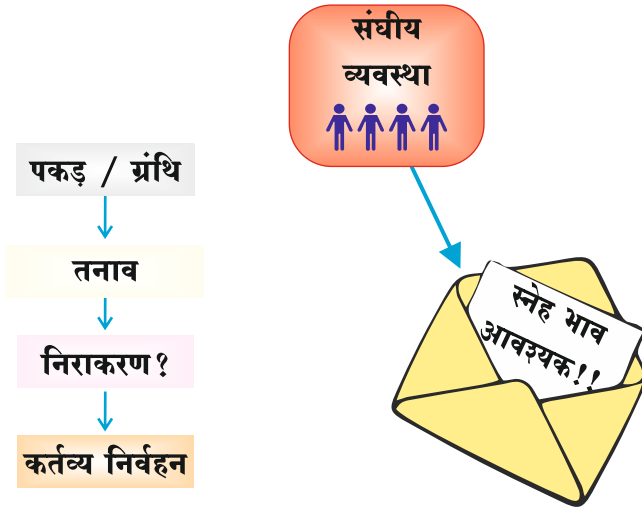 संघीय
व्यवस्था
पकड़ / ग्रंथि
तनाव
निराकरण?
कर्तव्य निर्वहन
स्नेह भाव
आवश्यक!!